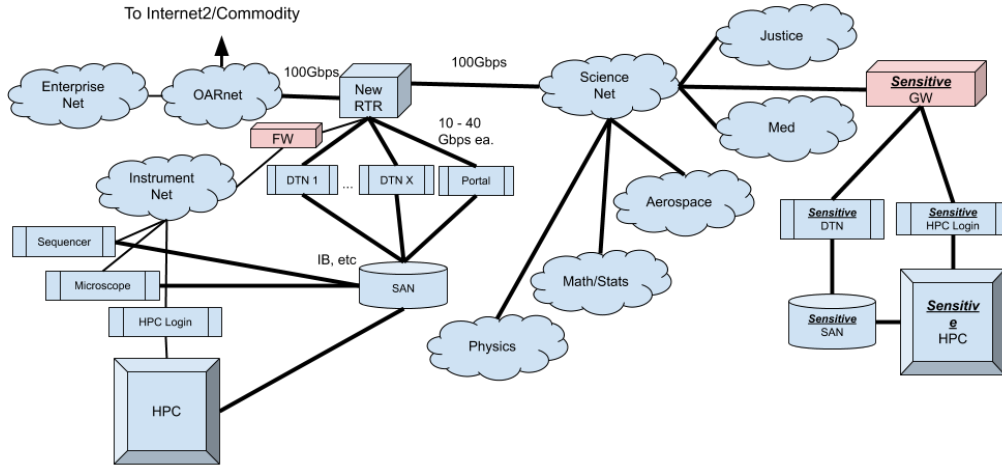 To Internet2/Commodity
Enterprise
Net
OARnet
100Gbps
New
RTR
100Gbps
Science
Net
Justice
Sensitive
GW
Med
FW
10 - 40
Gbps ea.
Instrument
Net
DTN 1
...
DTN X
Portal
Aerospace
Sensitive
DTN
Sensitive
HPC Login
Sequencer
IB, etc
Microscope
SAN
Math/Stats
HPC Login
Physics
Sensitive
SAN
Sensitiv
e
HPC
HPC